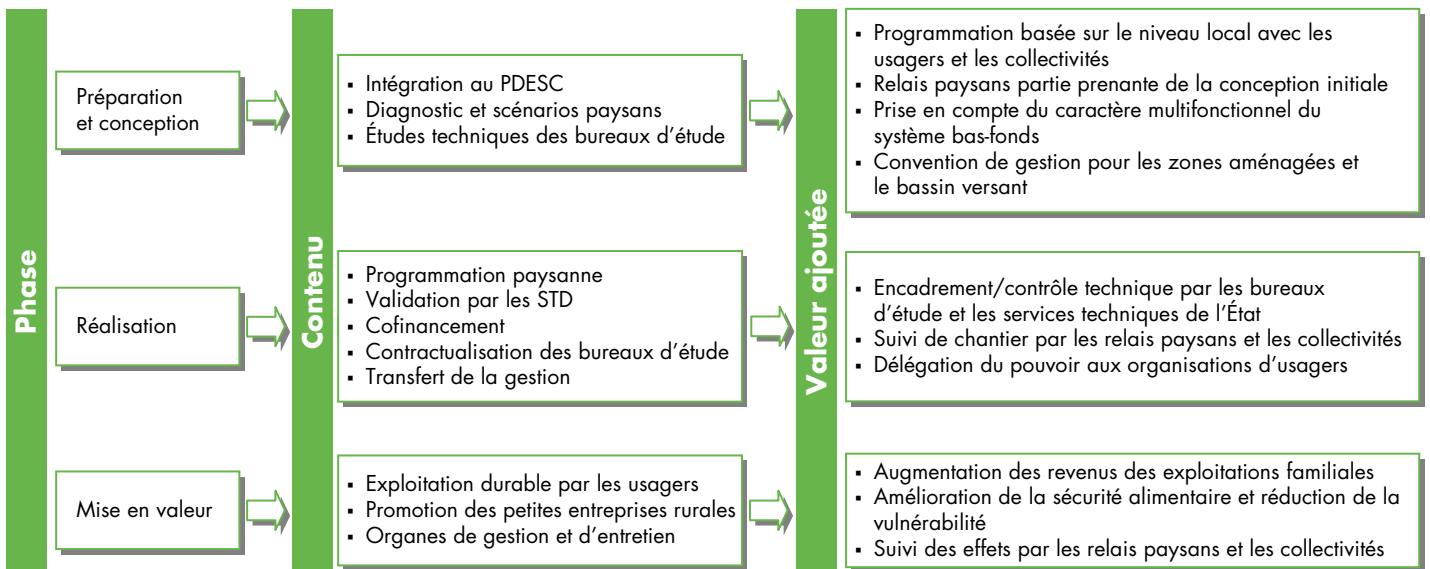 Phase
Préparation
et conception
Réalisation
Mise en valeur
Contenu
▪ Intégration au PDESC
▪ Diagnostic et scénarios paysans
▪ Études techniques des bureaux d'étude
▪ Programmation paysanne
▪ Validation par les STD
▪ Cofinancement
▪ Contractualisation des bureaux d'étude
▪ Transfert de la gestion
▪ Exploitation durable par les usagers
▪ Promotion des petites entreprises rurales
▪ Organes de gestion et d'entretien
Valeur ajoutée
▪ Programmation basée sur le niveau local avec les
usagers et les collectivités
▪ Relais paysans partie prenante de la conception initiale
▪ Prise en compte du caractère multifonctionnel du
système bas-fonds
▪ Convention de gestion pour les zones aménagées et
le bassin versant
▪ Encadrement/contrôle technique par les bureaux
d'étude et les services techniques de l'État
▪ Suivi de chantier par les relais paysans et les collectivités
▪ Délégation du pouvoir aux organisations d'usagers
▪ Augmentation des revenus des exploitations familiales
▪ Amélioration de la sécurité alimentaire et réduction de la
vulnérabilité
▪ Suivi des effets par les relais paysans et les collectivités